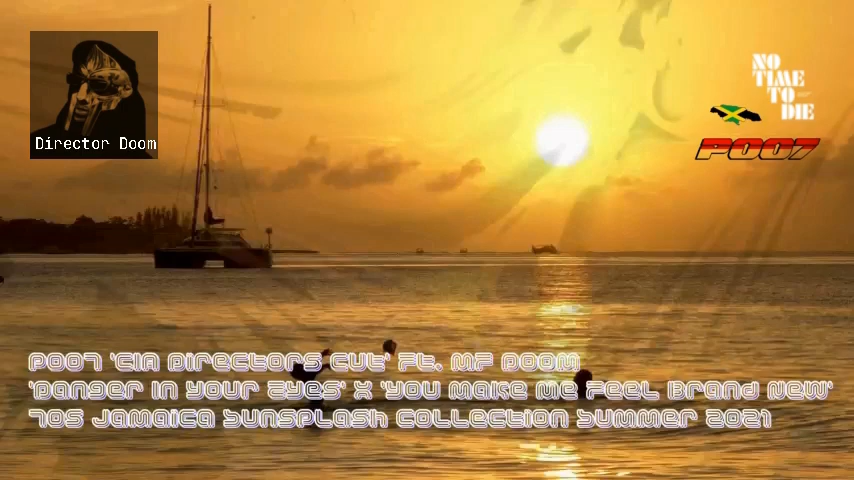 Director Doom
NO
TIME
TO
DIE
P007
P007 'CIA Directors Cut' Ft. MF DOOM
'Danger In Your Eyes' X 'You Make Me Feel Brand New'
70s Jamaica Sunsplash Collection Summer 2021